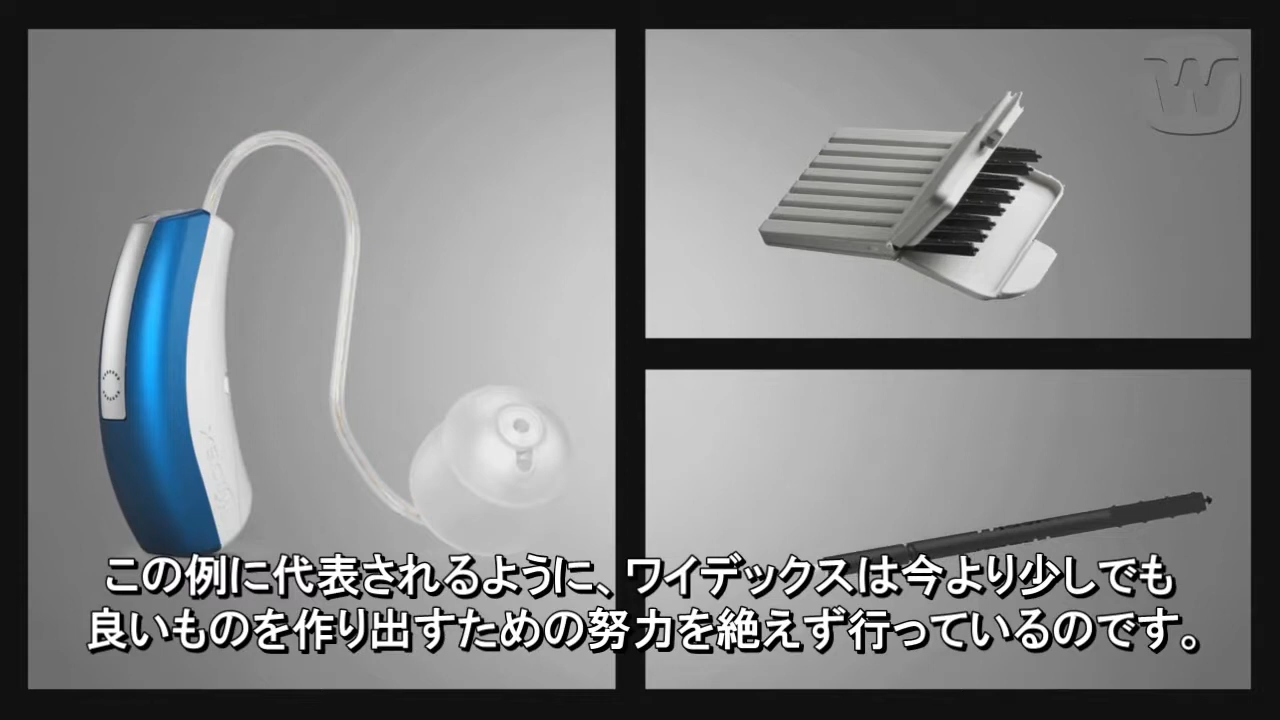 W
この例に代表されるように、ワイデックスは今より少しでも
良いものを作り出すための努力を絶えず行っているのです。